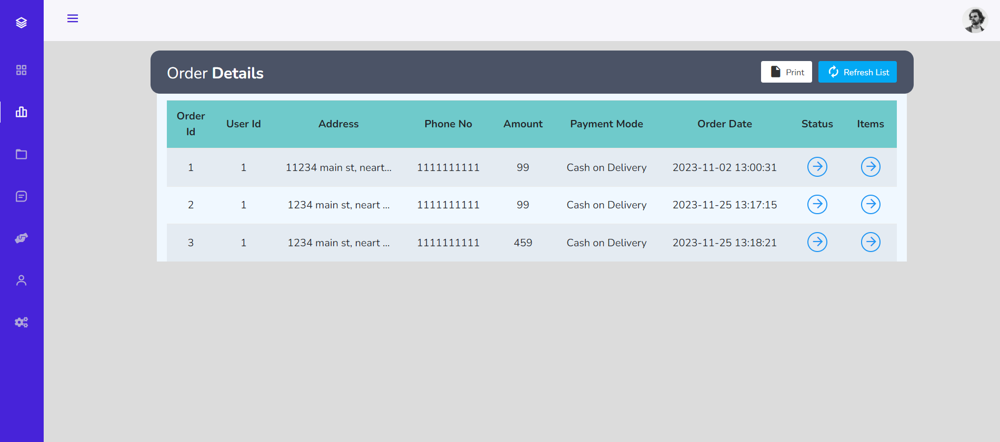 Order Details
Print
Refresh List
Order Id User Id Address Phone No Amount Payment Mode Order Date Status Items
1 1 11234 main st, neart... 1111111111 99 Cash on Delivery 2023-11-02 13:00:31
2 1 1234 main st, neart ... 1111111111 99 Cash on Delivery 2023-11-25 13:17:15
3 1 1234 main st, neart ... 1111111111 459 Cash on Delivery 2023-11-25 13:18:21